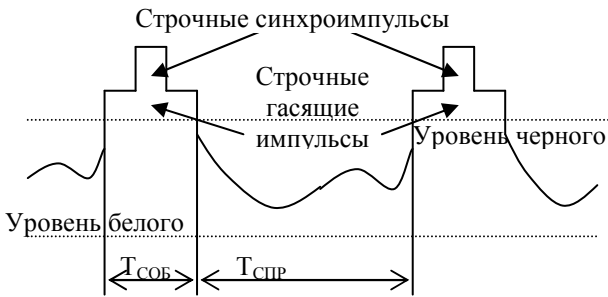 Строчные синхроимпульсы
Строчные
гасящие
импульсы
Уровень черного
Уровень белого
TСОБ
TСПР